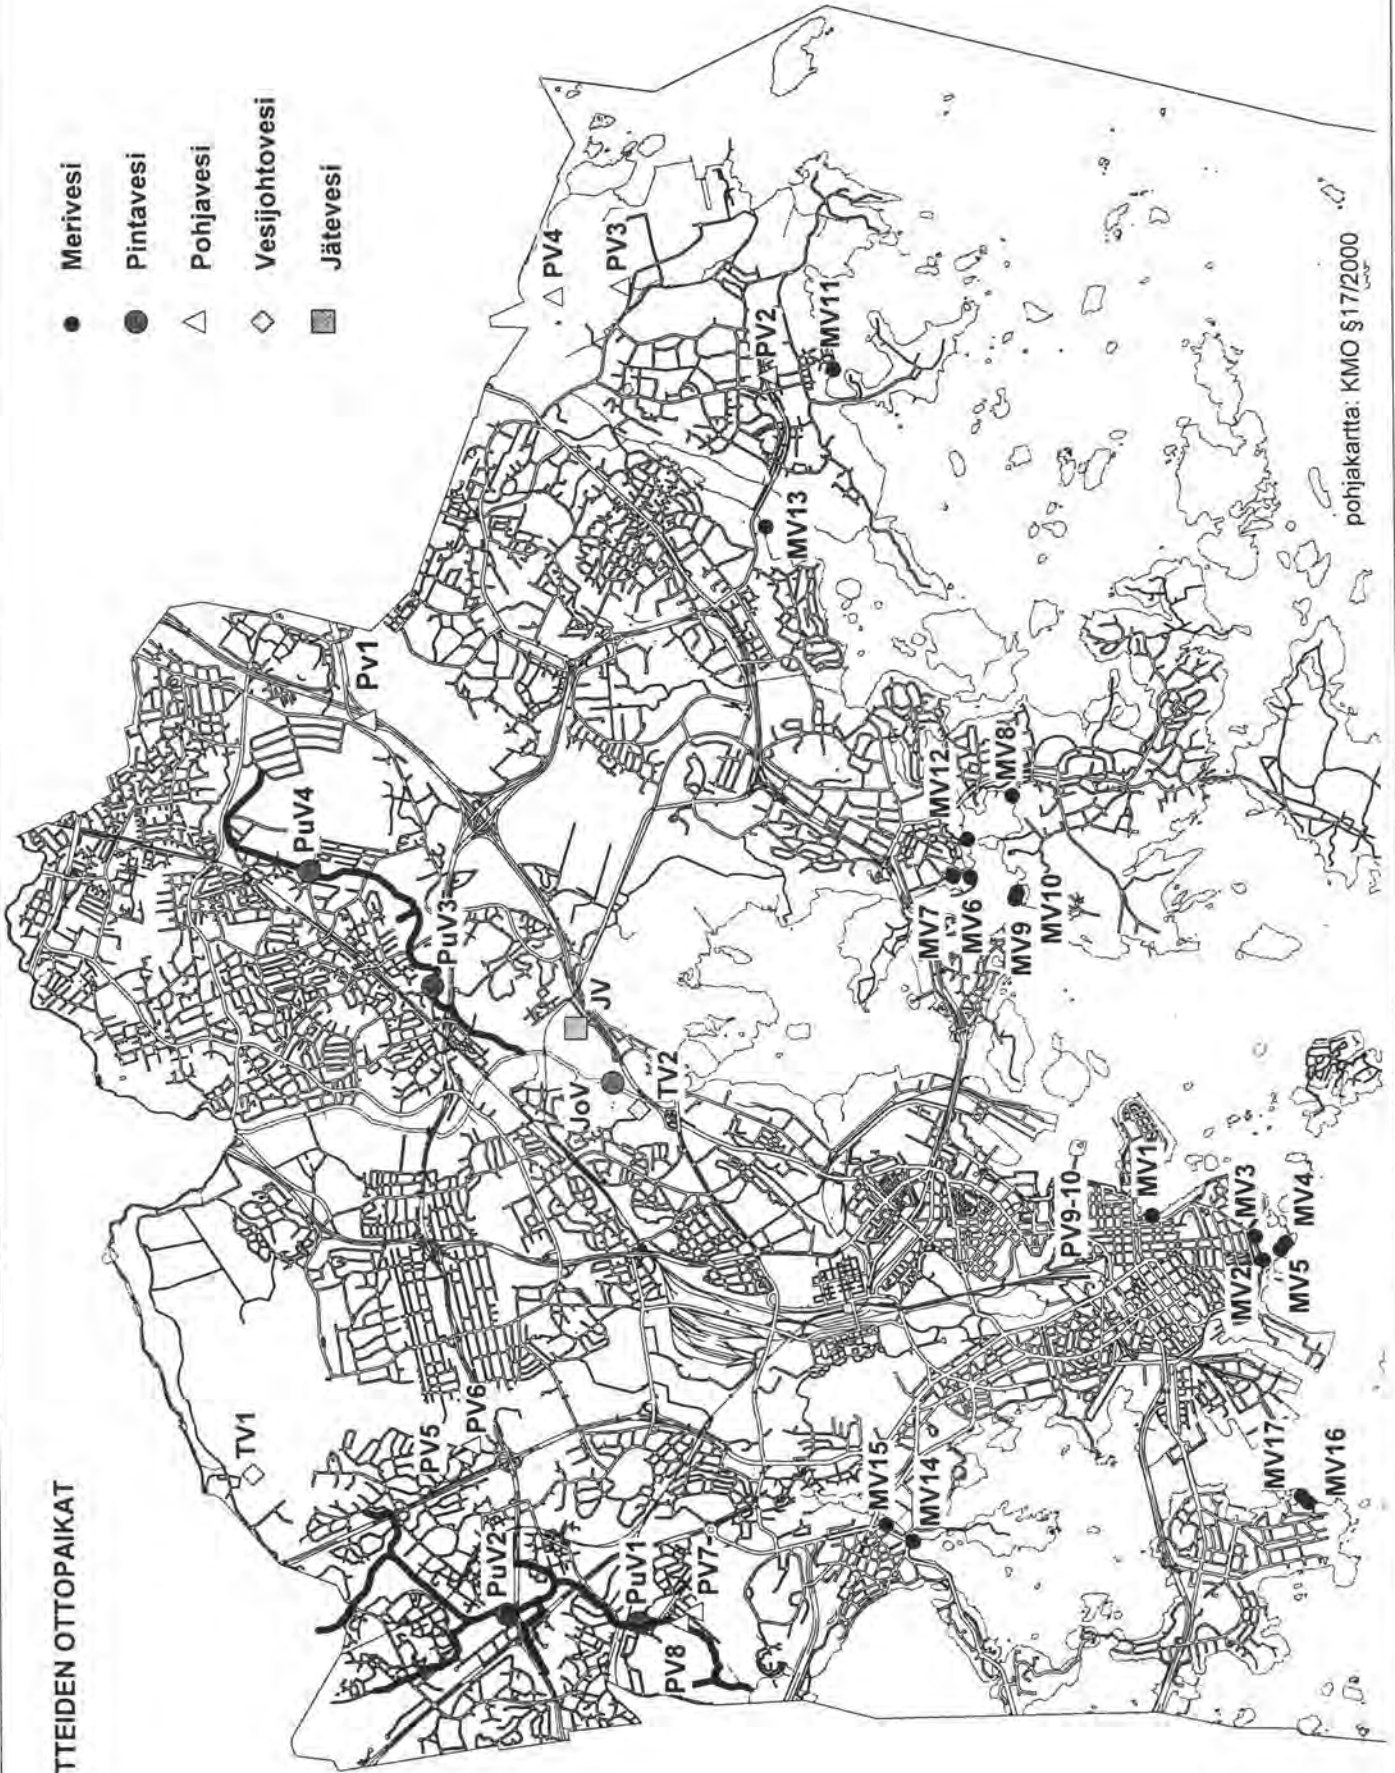 TTEIDEN OTTOPAIKAT
Merivesi
Pintavesi
Pohjavesi
Vesijohtovesi
Jätevesi
TV1
PV5
PV6
PuV2
PuV1
PV7
PV8
MV15
MV14
MV17
MV16
PuV4
PuV3
Pv1
JV
JoV
TV2
PV9-10
MV1
MV3
MV2
MV4
MV5
MV7
MV6
MV12
MV8
MV9
MV10
MV13
PV4
PV3
PV2
MV11
pohjakartta: KMO §17/2000